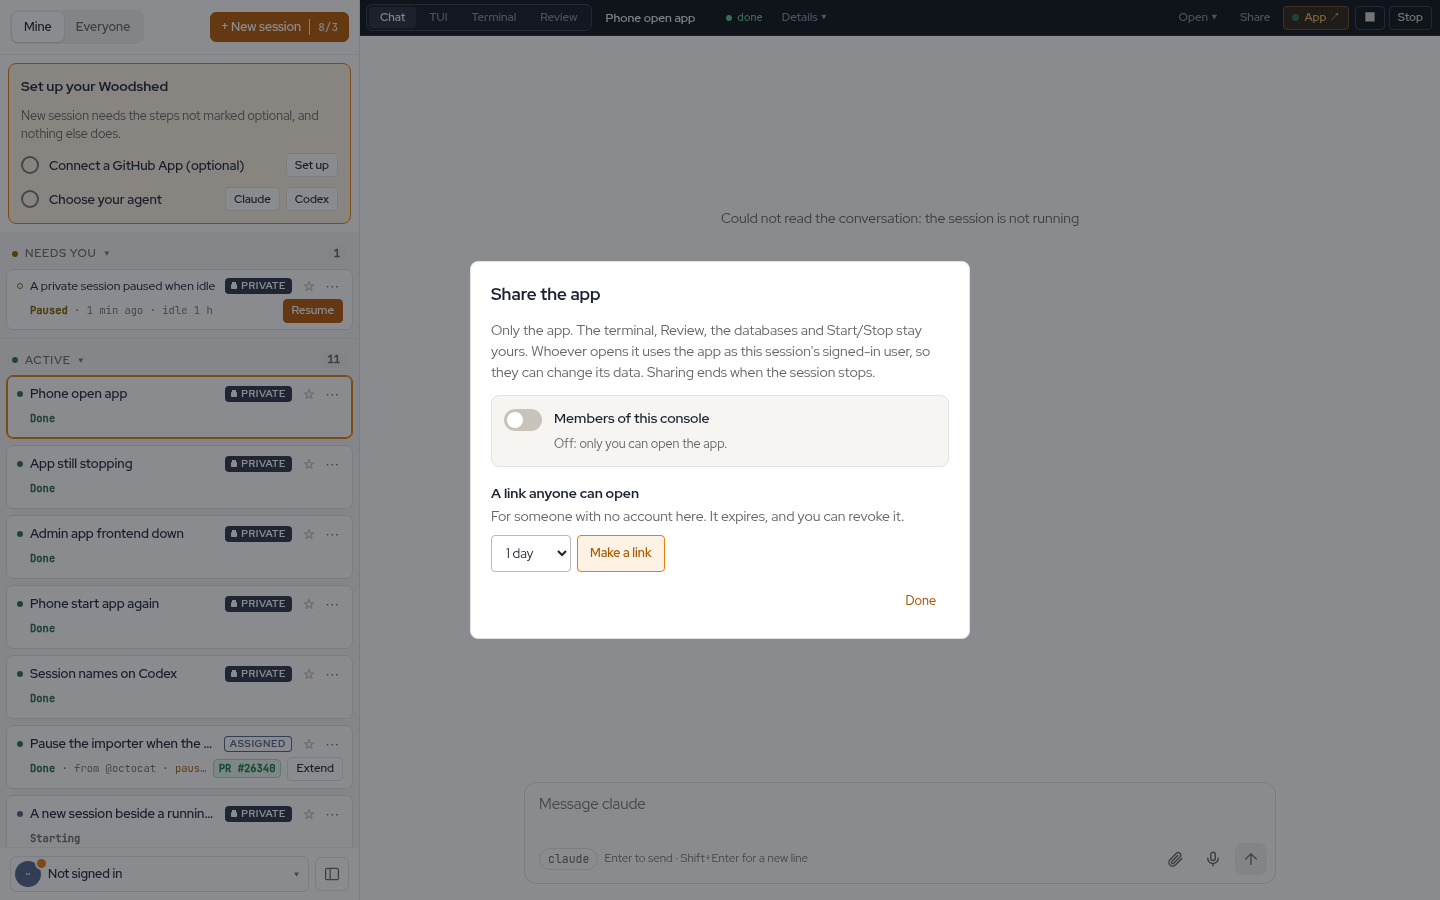 Mine
Everyone
+ New session
8/3
Set up your Woodshed
New session needs the steps not marked optional, and
nothing else does.
Connect a GitHub App (optional)
Set up
Choose your agent
Claude
Codex
NEEDS YOU ▾
1
A private session paused when idle
PRIVATE
Paused · 1 min ago · idle 1 h
Resume
ACTIVE ▾
11
Phone open app
PRIVATE
Done
App still stopping
PRIVATE
Done
Admin app frontend down
PRIVATE
Done
Phone start app again
PRIVATE
Done
Session names on Codex
PRIVATE
Done
Pause the importer when the ...
ASSIGNED
Done · from @octocat · paus…
PR #26340
Extend
A new session beside a runnin...
PRIVATE
Starting
Not signed in
Chat
TUI
Terminal
Review
Phone open app
done
Details ▾
Open ▾
Share
App ↗
Stop
Could not read the conversation: the session is not running
Share the app
Only the app. The terminal, Review, the databases and Start/Stop stay
yours. Whoever opens it uses the app as this session's signed-in user, so
they can change its data. Sharing ends when the session stops.
Members of this console
Off: only you can open the app.
A link anyone can open
For someone with no account here. It expires, and you can revoke it.
1 day
Make a link
Done
Message claude
claude
Enter to send · Shift+Enter for a new line